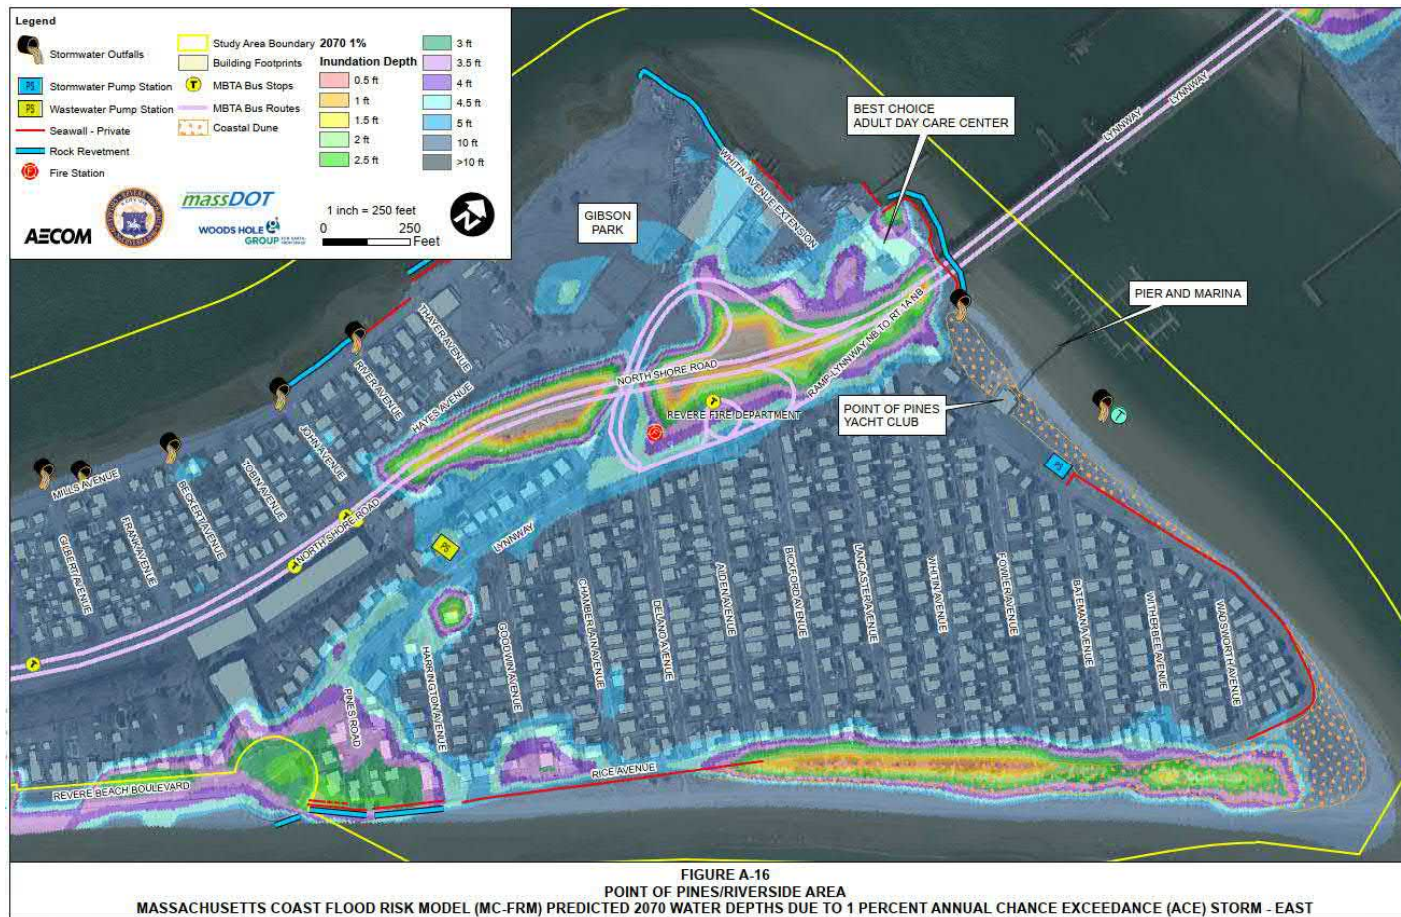 Legend
Stormwater Outfalls
PS Stormwater Pump Station
PS Wastewater Pump Station
Seawall - Private
Rock Revetment
F Fire Station
Study Area Boundary
Building Footprints
T MBTA Bus Stops
MBTA Bus Routes
Coastal Dune
2070 1%
Inundation Depth
0.5 ft
1 ft
1.5 ft
2 ft
2.5 ft
3 ft
3.5 ft
4 ft
4.5 ft
5 ft
10 ft
>10 ft
AECOM
massDOT
WOODS HOLE
GROUP
1 inch = 250 feet
0 250
Feet
N
LYNNWAY
LYNNWAY
BEST CHOICE
ADULT DAY CARE CENTER
WHITIN AVENUE EXTENSION
GIBSON
PARK
PIER AND MARINA
THAYER AVENUE
RIVER AVENUE
HAYES AVENUE
JOHN AVENUE
NORTH SHORE ROAD
RAMP-LYNNWAY NB TO RT 1A NB
T
REVERE FIRE DEPARTMENT
F
POINT OF PINES
YACHT CLUB
T
PS
MILLS AVENUE
TOBIN AVENUE
BECKERT AVENUE
FRANK AVENUE
GILBERT AVENUE
NORTH SHORE ROAD
T
T
T
PS
LYNNWAY
PINES ROAD
HARRINGTON AVENUE
GOODWIN AVENUE
CHAMBERLAIN AVENUE
DELANO AVENUE
ALDEN AVENUE
BICKFORD AVENUE
LANCASTER AVENUE
WHITIN AVENUE
FOWLER AVENUE
BATEMAN AVENUE
WITHERBEE AVENUE
WADSWORTH AVENUE
RICE AVENUE
REVERE BEACH BOULEVARD
FIGURE A-16
POINT OF PINES/RIVERSIDE AREA
MASSACHUSETTS COAST FLOOD RISK MODEL (MC-FRM) PREDICTED 2070 WATER DEPTHS DUE TO 1 PERCENT ANNUAL CHANCE EXCEEDANCE (ACE) STORM - EAST